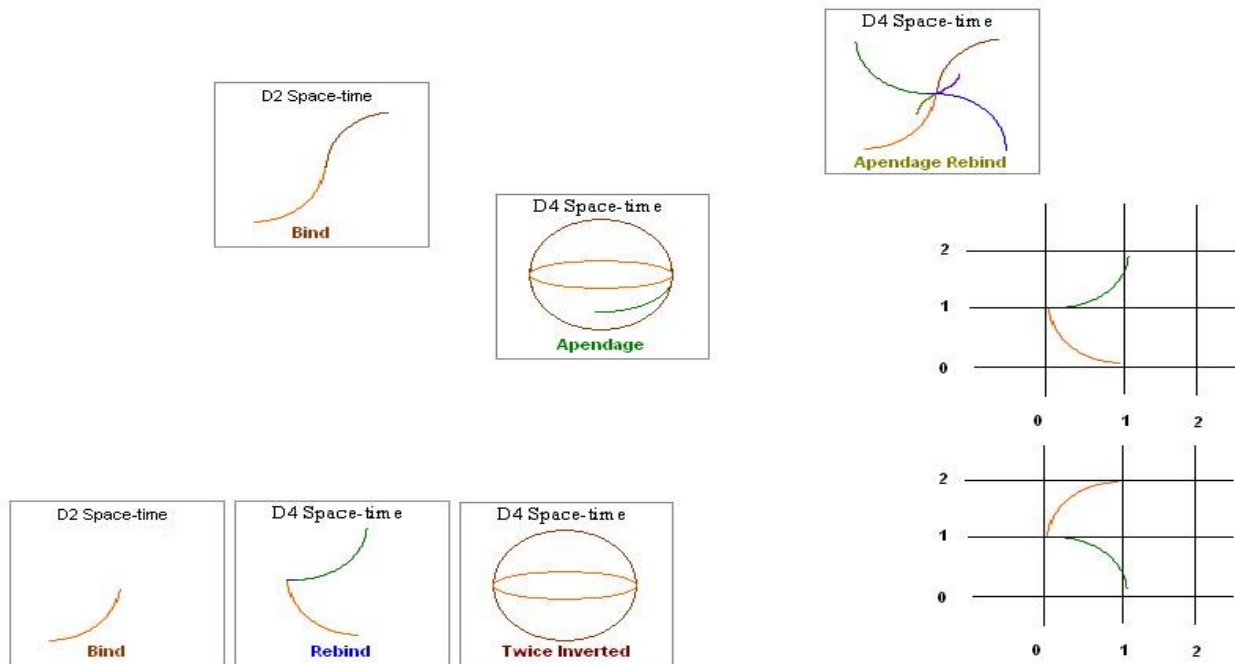 D4 Space-time
Apendage Rebind
D2 Space-time
Bind
D4 Space-time
Apendage
2
1
0
0 1 2
2
1
0
0 1 2
D2 Space-time
Bind
D4 Space-time
Rebind
D4 Space-time
Twice Inverted